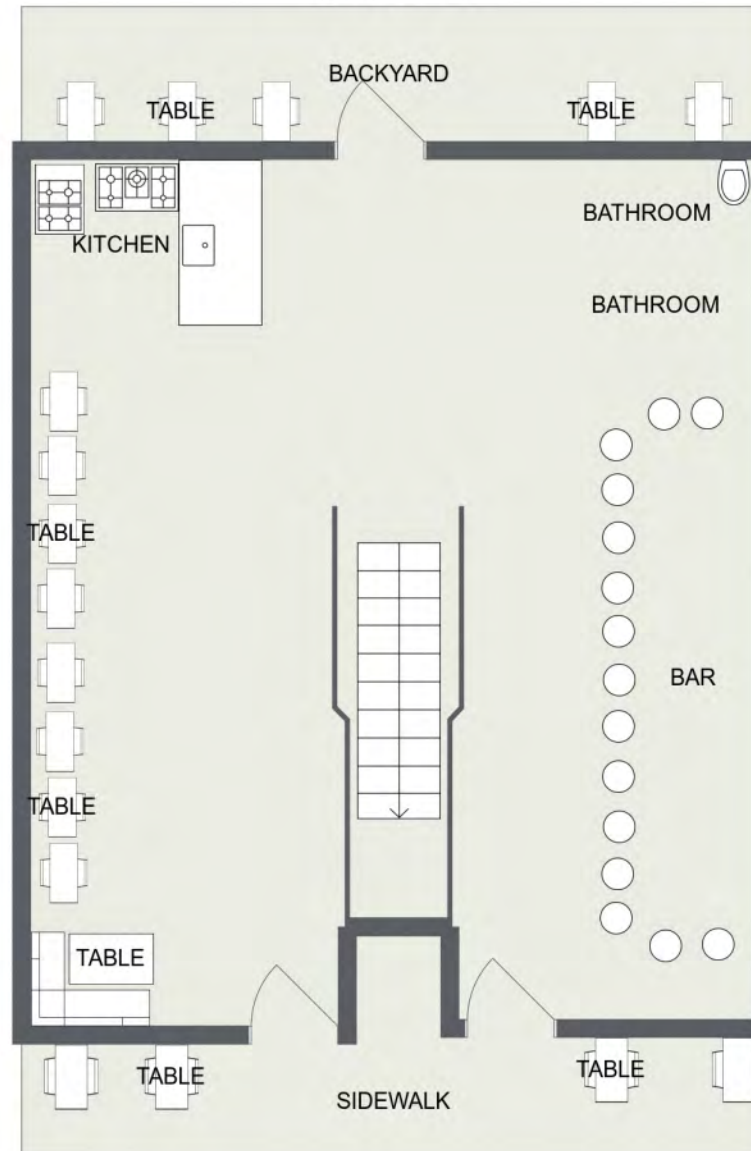 BACKYARD
TABLE
TABLE
BATHROOM
KITCHEN
BATHROOM
TABLE
BAR
TABLE
TABLE
TABLE
TABLE
SIDEWALK